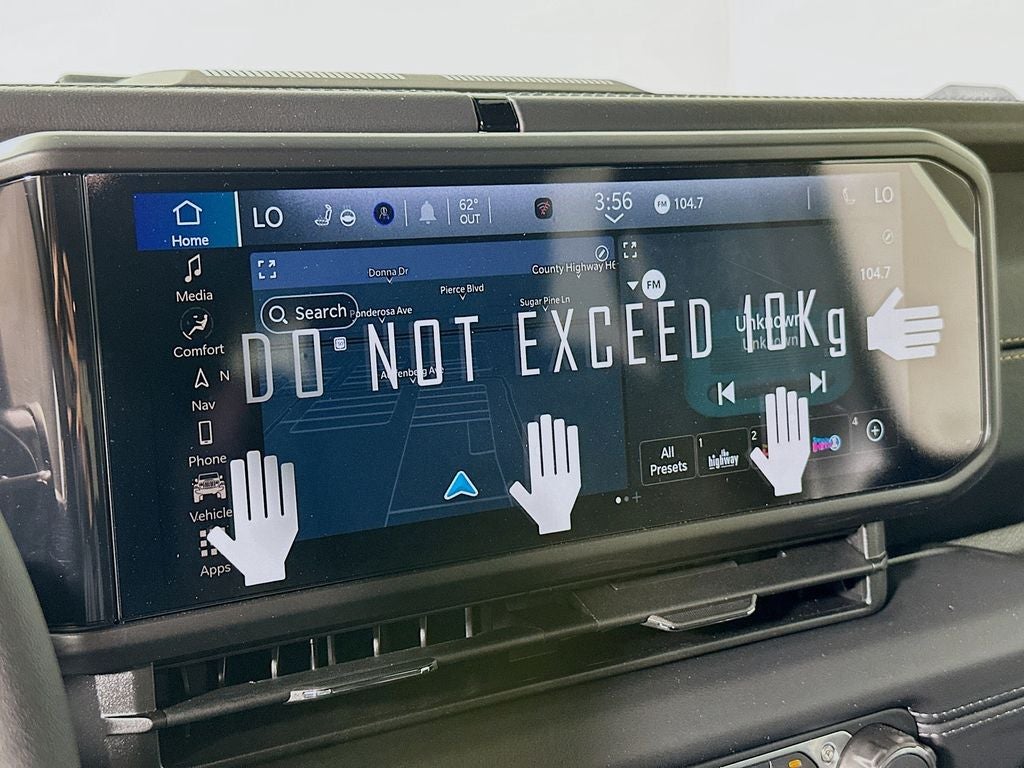 LO 62° OUT 3:56 FM 104.7 LO
Home
Media
Comfort
N
Nav
Phone
Vehicle
Apps
Donna Dr
County Highway H
Pierce Blvd
Search
Sugar Pine Ln
Ponderosa Ave
FM
104.7
DO NOT EXCEED 10Kg
Unknown
unknown
All
Presets
1
the
highway
2
4